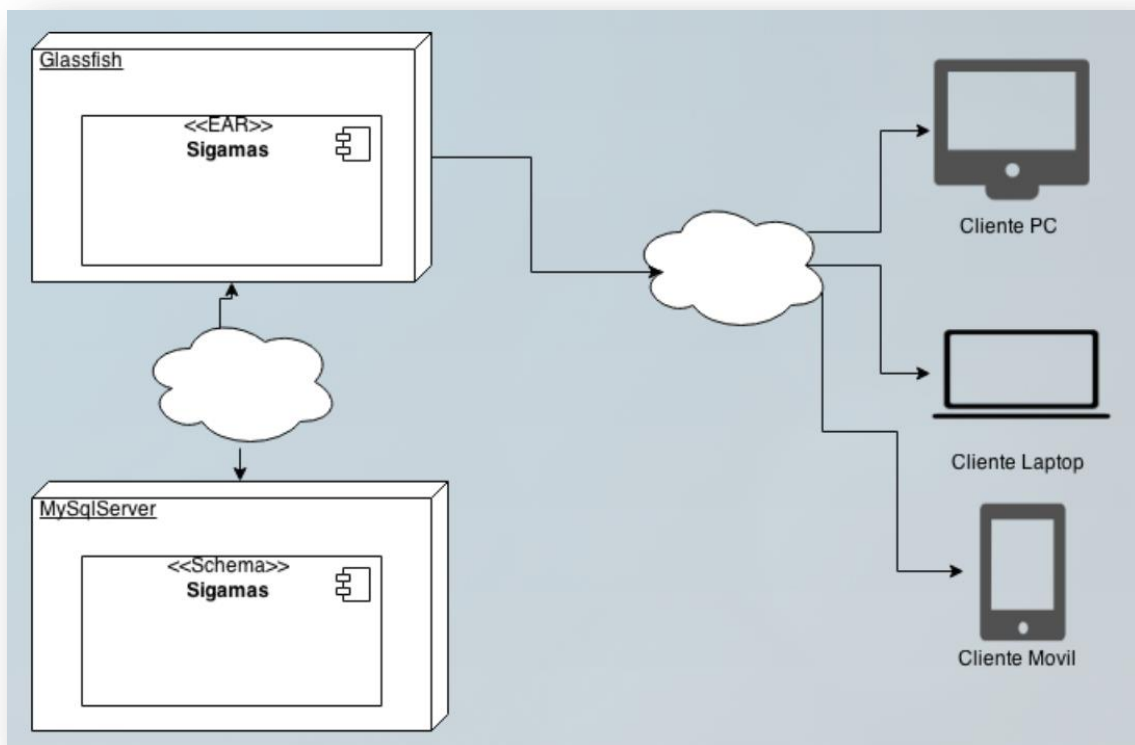 Glassfish
<<EAR>>
Sigamas
MySqlServer
<<Schema>>
Sigamas
Cliente PC
Cliente Laptop
Cliente Movil